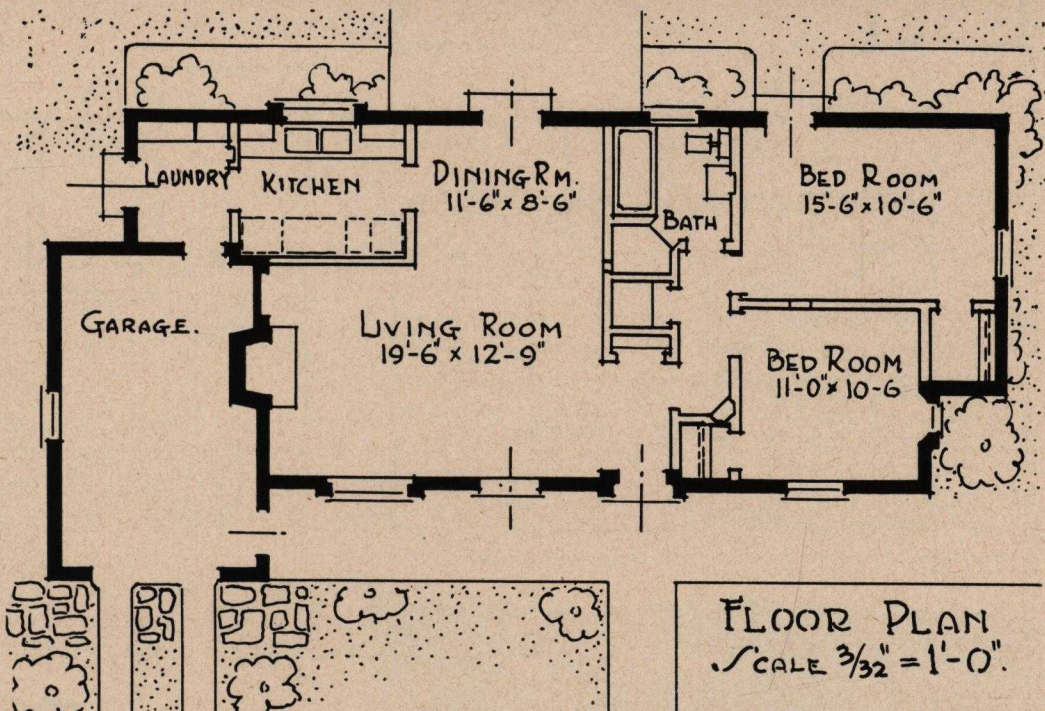 LAUNDRY
KITCHEN
DINING RM.
11'-6" x 8'-6"
BATH
BED ROOM
15'-6" x 10'-6"
GARAGE.
LIVING ROOM
19'-6" x 12'-9"
BED ROOM
11'-0" x 10-6
FLOOR PLAN
SCALE 3/32" = 1'-0".